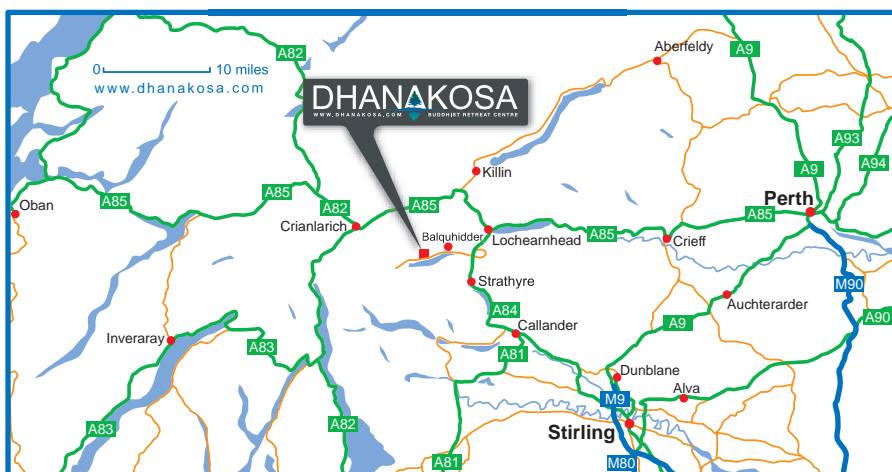 A82
A9
Aberfeldy
0 10 miles
www.dhanakosa.com
DHANAKOSA
WWW.DHANAKOSA.COM BUDDHIST RETREAT CENTRE
A93
A94
A9
Killin
A85
A85
A82
A85
Perth
Oban
A85
A85
Crianlarich
Balquhidder
Lochearnhead
Crieff
Strathyre
M90
A84
Auchterarder
A90
A9
Callander
Inveraray
A83
A81
Dunblane
M9
Alva
A83
A82
Stirling
A81
M80